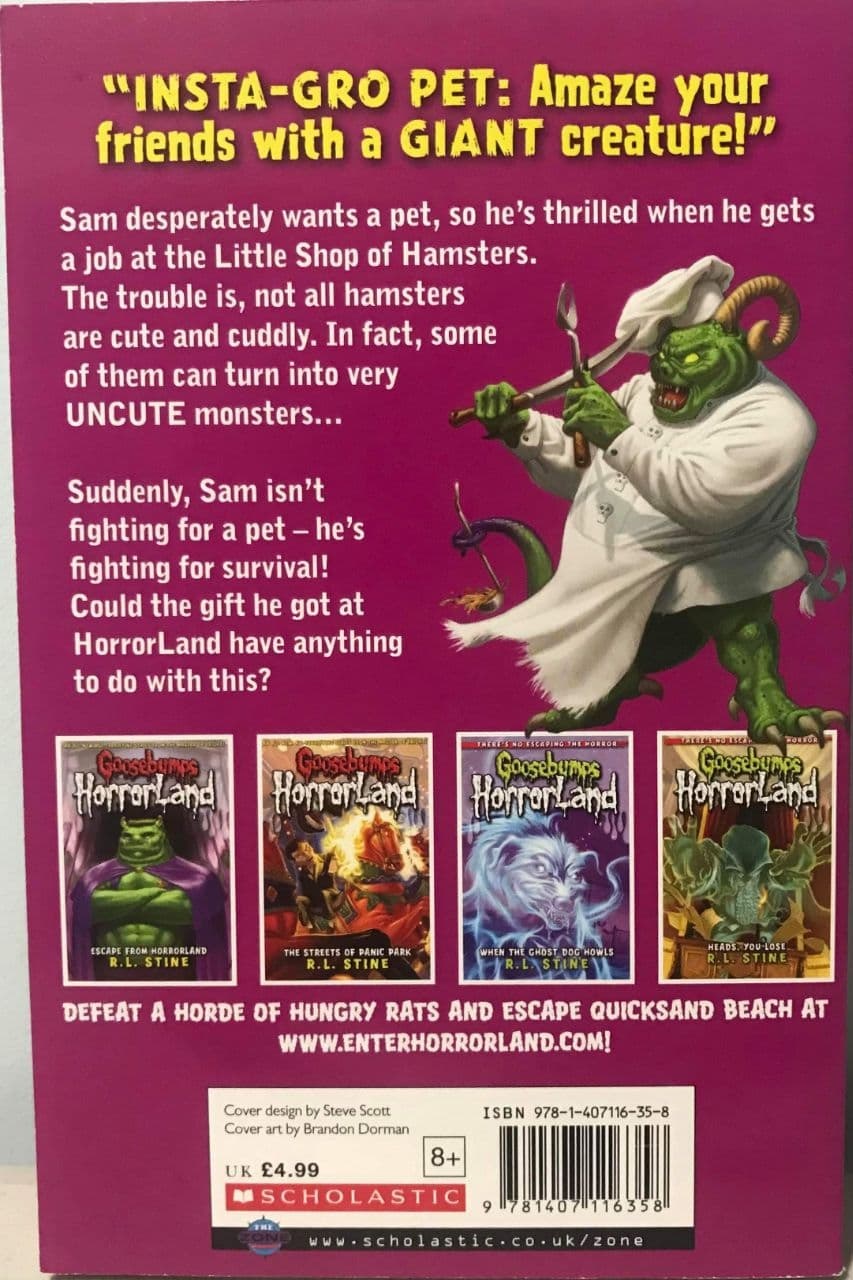 "INSTA-GRO PET: Amaze your
friends with a GIANT creature!"
Sam desperately wants a pet, so he's thrilled when he gets
a job at the Little Shop of Hamsters.
The trouble is, not all hamsters
are cute and cuddly. In fact, some
of them can turn into very
UNCUTE monsters...
Suddenly, Sam isn't
fighting for a pet – he's
fighting for survival!
Could the gift he got at
HorrorLand have anything
to do with this?
Goosebumps
HorrorLand
ESCAPE FROM HORRORLAND
R.L. STINE
Goosebumps
HorrorLand
THE STREETS OF PANIC PARK
R.L. STINE
THERE'S NO ESCAPING THE HORROR
Goosebumps
HorrorLand
WHEN THE GHOST DOG HOWLS
R.L. STINE
THERE'S NO ESCA HORROR
Goosebumps
HorrorLand
HEADS, YOU LOSE
R.L. STINE
DEFEAT A HORDE OF HUNGRY RATS AND ESCAPE QUICKSAND BEACH AT
WWW.ENTERHORRORLAND.COM!
Cover design by Steve Scott
Cover art by Brandon Dorman
8+
UK £4.99
SCHOLASTIC
ISBN 978-1-407116-35-8
9 781407 116358
THE
ZONE
www.scholastic.co.uk/zone